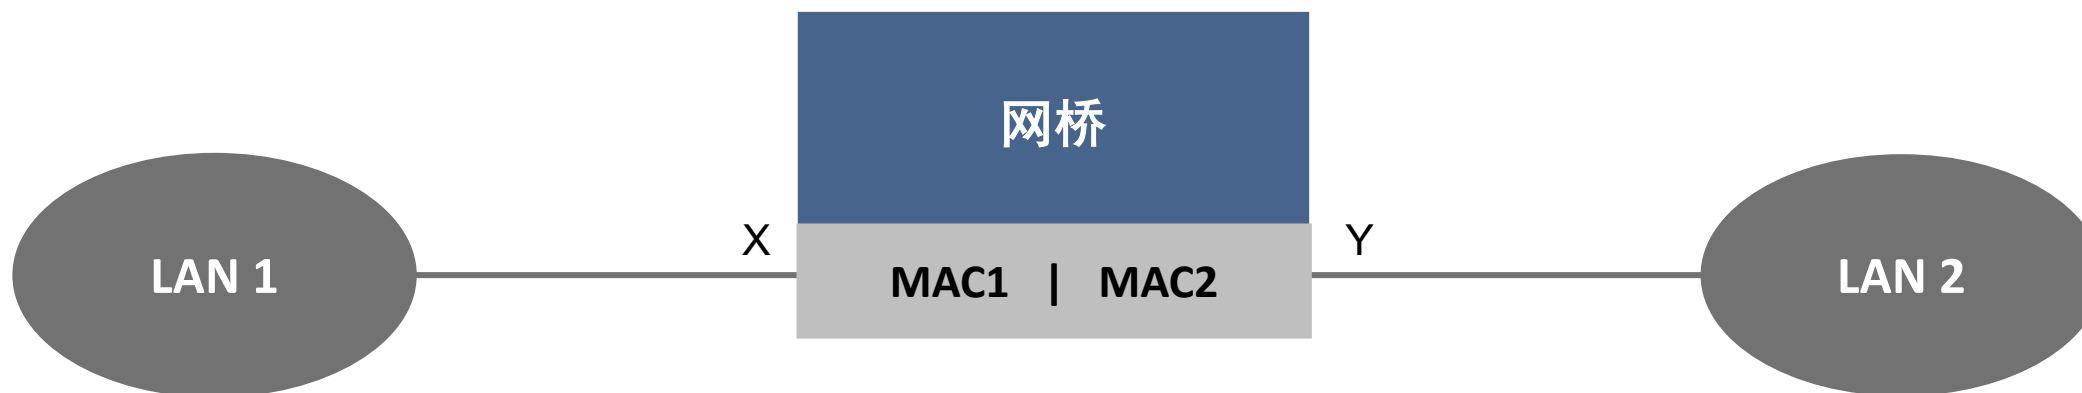 网桥
X
Y
LAN 1
MAC1 | MAC2
LAN 2